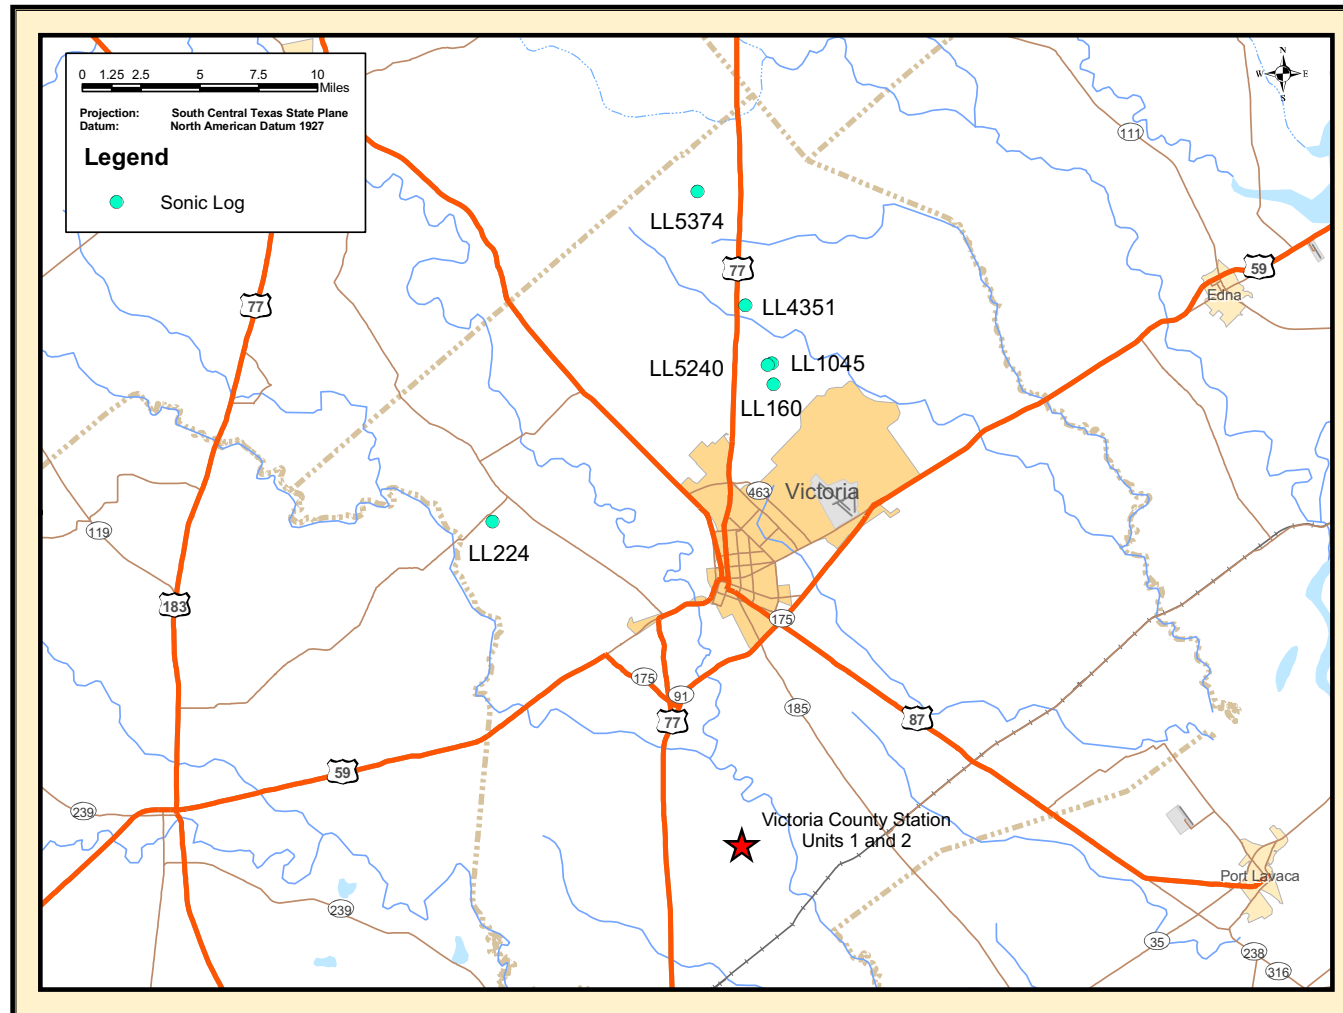 0 1.25 2.5 5 7.5 10
Miles
Projection: South Central Texas State Plane
Datum: North American Datum 1927
Legend
Sonic Log
N
W E
S
111
LL5374
77
59
Edna
77
LL4351
LL5240
LL1045
LL160
463
Victoria
119
LL224
183
175
175
91
77
185
87
59
239
Victoria County Station
Units 1 and 2
Port Lavaca
239
35
238
316